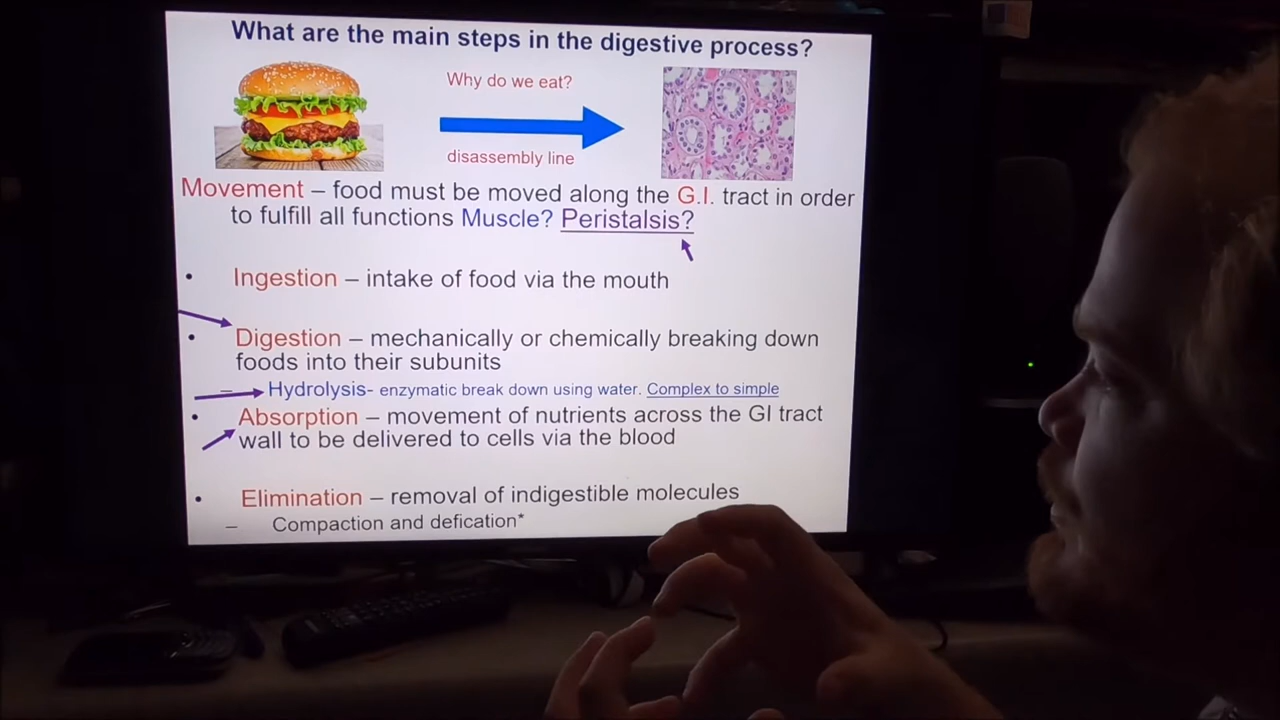 What are the main steps in the digestive process?
Why do we eat?
disassembly line
Movement – food must be moved along the G.I. tract in order
to fulfill all functions Muscle? Peristalsis?
• Ingestion – intake of food via the mouth
• Digestion – mechanically or chemically breaking down
foods into their subunits
– Hydrolysis- enzymatic break down using water. Complex to simple
• Absorption – movement of nutrients across the GI tract
wall to be delivered to cells via the blood
• Elimination – removal of indigestible molecules
– Compaction and defication*